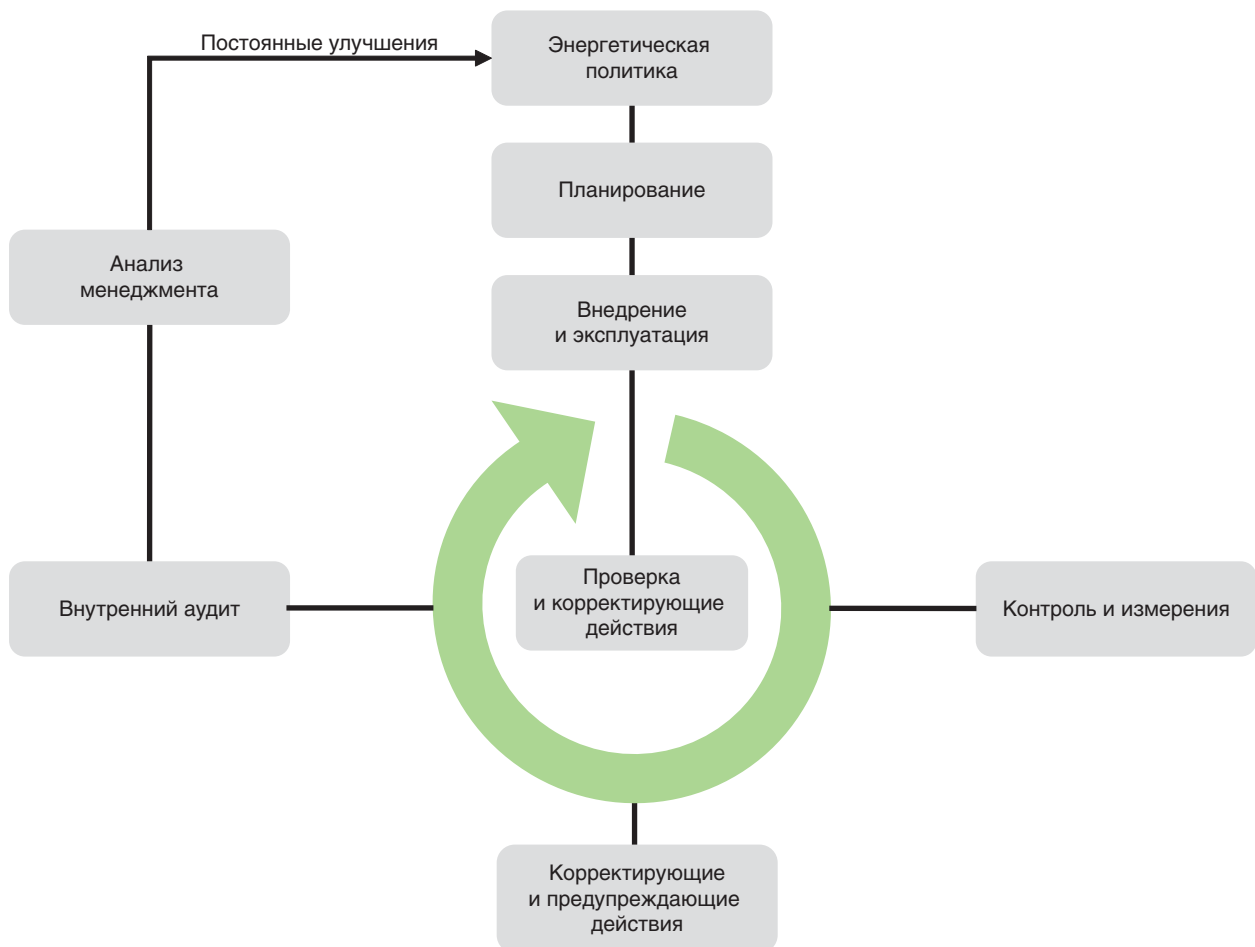 Постоянные улучшения
Энергетическая
политика
Планирование
Анализ
менеджмента
Внедрение
и эксплуатация
Проверка
и корректирующие
действия
Внутренний аудит
Контроль и измерения
Корректирующие
и предупреждающие
действия